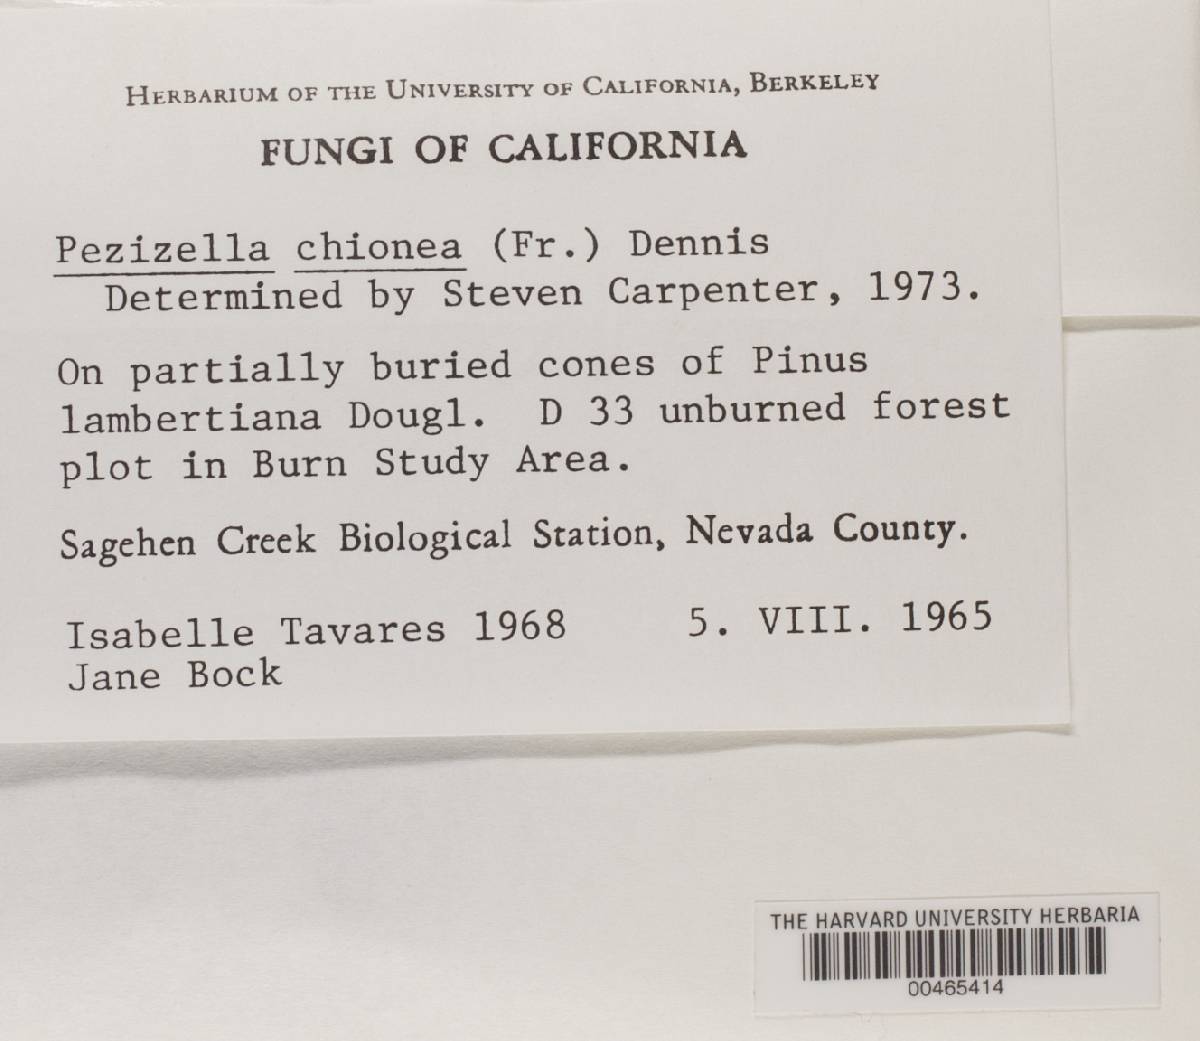 Herbarium of the University of California, Berkeley
FUNGI OF CALIFORNIA
Pezizella chionea (Fr.) Dennis
Determined by Steven Carpenter, 1973.
On partially buried cones of Pinus
lambertiana Dougl. D 33 unburned forest
plot in Burn Study Area.
Sagehen Creek Biological Station, Nevada County.
Isabelle Tavares 1968 5. VIII. 1965
Jane Bock
THE HARVARD UNIVERSITY HERBARIA
00465414